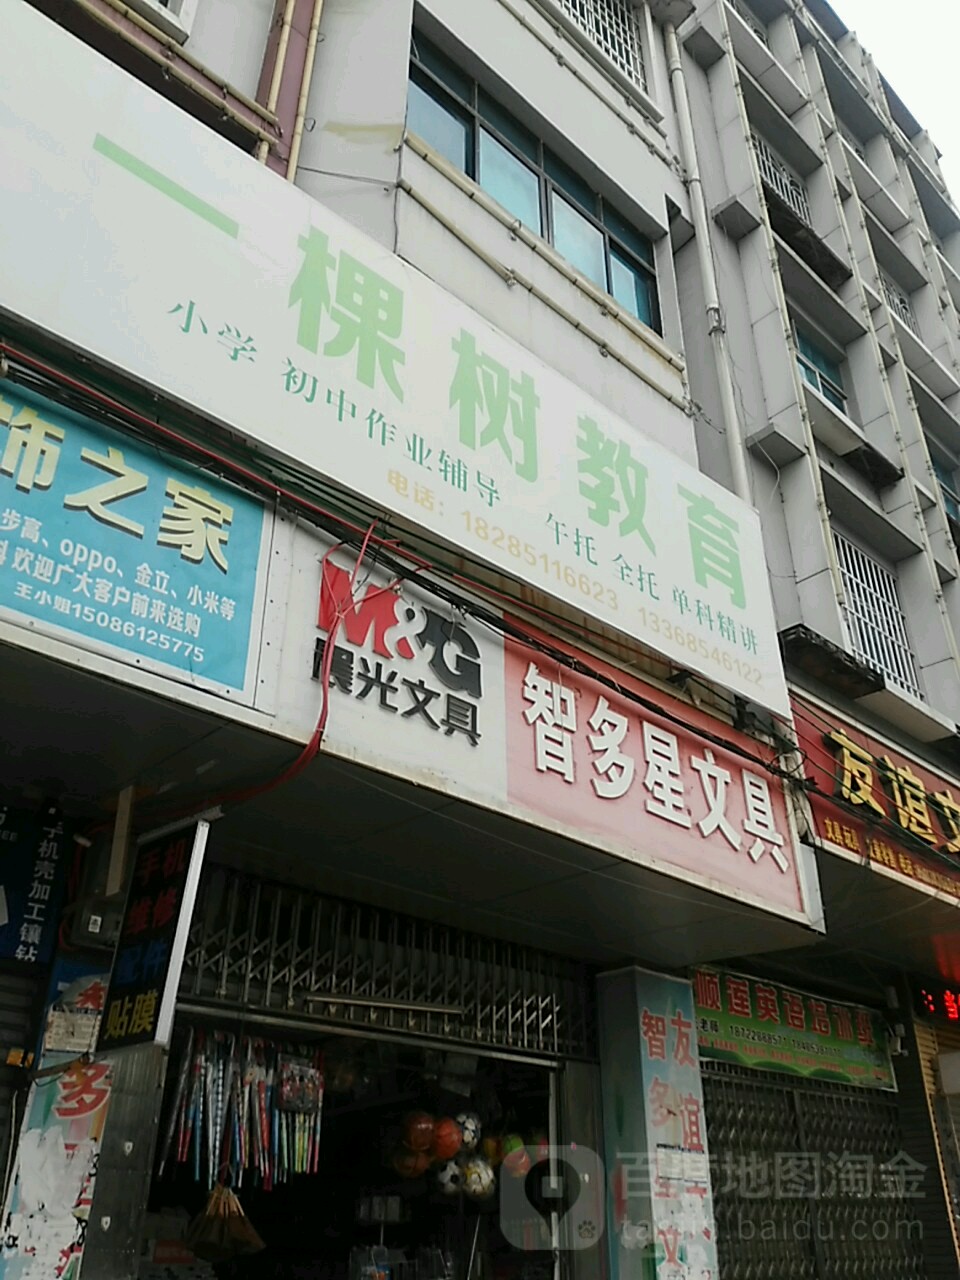 一棵树教育
小学 初中作业辅导 午托 全托 单科精讲
电话：18285116623 13368546122
饰之家
步高、oppo、金立、小米等
欢迎广大客户前来选购
王小姐15086125775
M&G
晨光文具
智多星文具
友谊文
手机壳加工镶钻
手机
维修
配件
贴膜
多
顺莲英语培训班
智多星文
友谊
百度地图淘金
taojin.baidu.com